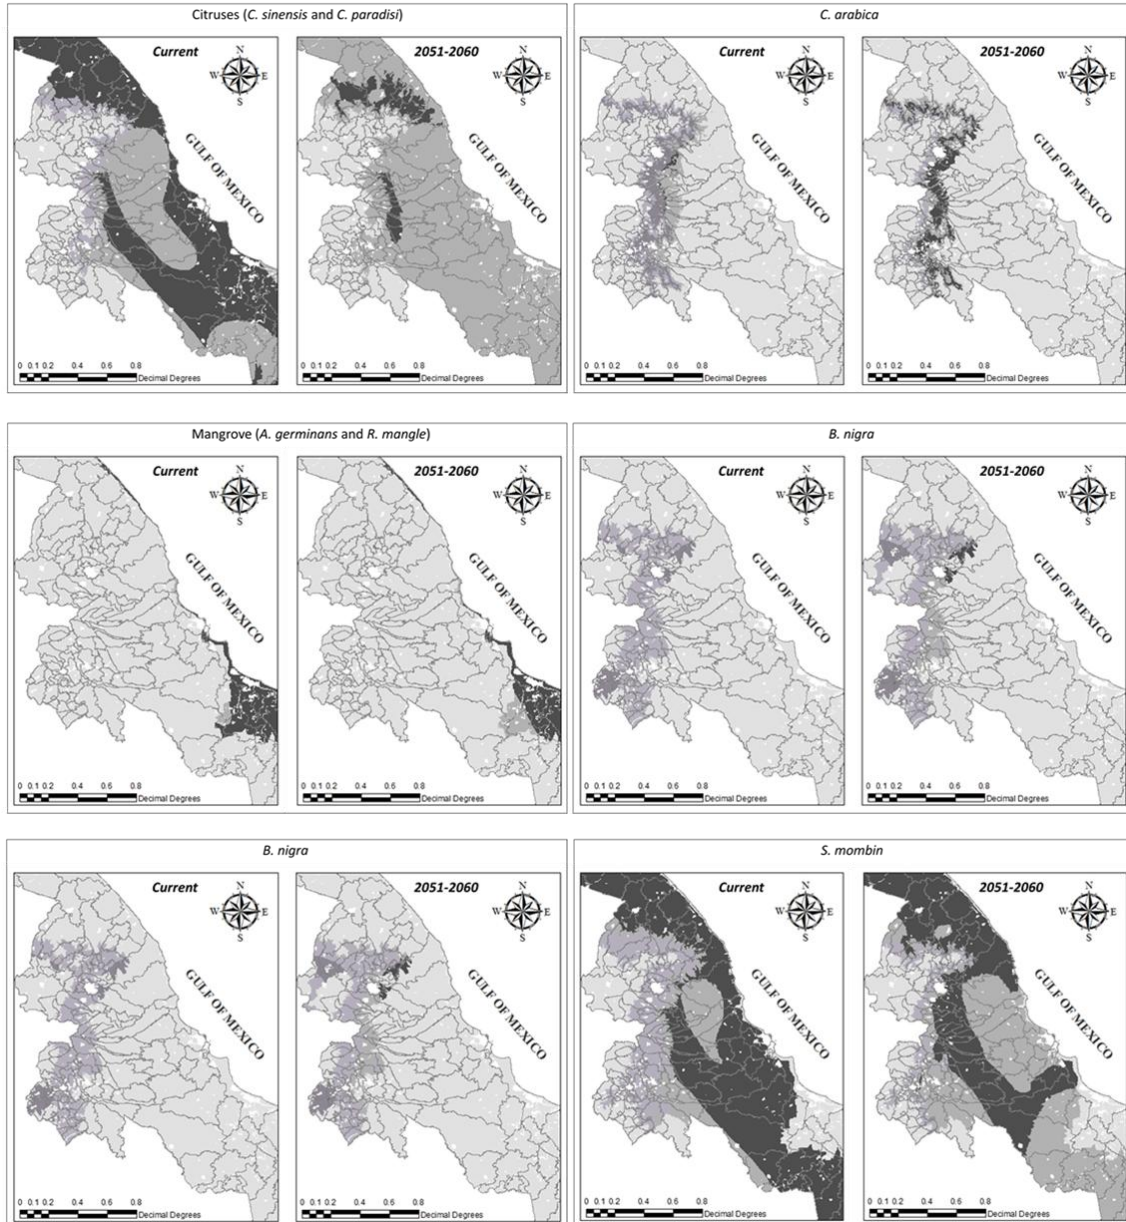 Citruses (C. sinensis and C. paradisi)
Current
N
W E
S
GULF OF MEXICO
0 0.1 0.2 0.4 0.6 0.8
Decimal Degrees
2051-2060
N
W E
S
GULF OF MEXICO
0 0.1 0.2 0.4 0.6 0.8
Decimal Degrees
C. arabica
Current
N
W E
S
GULF OF MEXICO
0 0.1 0.2 0.4 0.6 0.8
Decimal Degrees
2051-2060
N
W E
S
GULF OF MEXICO
0 0.1 0.2 0.4 0.6 0.8
Decimal Degrees
Mangrove (A. germinans and R. mangle)
Current
N
W E
S
GULF OF MEXICO
0 0.1 0.2 0.4 0.6 0.8
Decimal Degrees
2051-2060
N
W E
S
GULF OF MEXICO
0 0.1 0.2 0.4 0.6 0.8
Decimal Degrees
B. nigra
Current
N
W E
S
GULF OF MEXICO
0 0.1 0.2 0.4 0.6 0.8
Decimal Degrees
2051-2060
N
W E
S
GULF OF MEXICO
0 0.1 0.2 0.4 0.6 0.8
Decimal Degrees
B. nigra
Current
N
W E
S
GULF OF MEXICO
0 0.1 0.2 0.4 0.6 0.8
Decimal Degrees
2051-2060
N
W E
S
GULF OF MEXICO
0 0.1 0.2 0.4 0.6 0.8
Decimal Degrees
S. mombin
Current
N
W E
S
GULF OF MEXICO
0 0.1 0.2 0.4 0.6 0.8
Decimal Degrees
2051-2060
N
W E
S
GULF OF MEXICO
0 0.1 0.2 0.4 0.6 0.8
Decimal Degrees